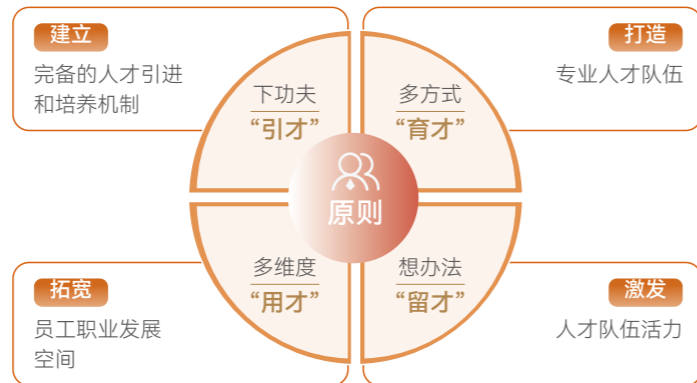 建立
完备的人才引进
和培养机制
打造
专业人才队伍
下功夫
“引才”
多方式
“育才”
原则
多维度
“用才”
想办法
“留才”
拓宽
员工职业发展
空间
激发
人才队伍活力